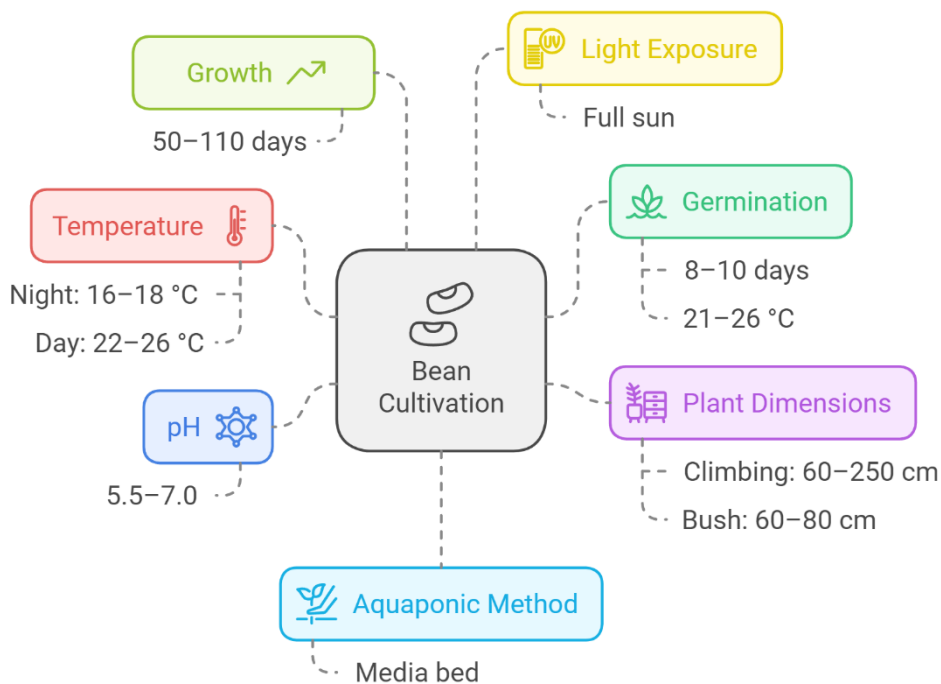 Growth
50–110 days
UV
Light Exposure
Full sun
Temperature
Night: 16–18 °C
Day: 22–26 °C
Germination
8–10 days
21–26 °C
Bean
Cultivation
pH
5.5–7.0
Plant Dimensions
Climbing: 60–250 cm
Bush: 60–80 cm
Aquaponic Method
Media bed